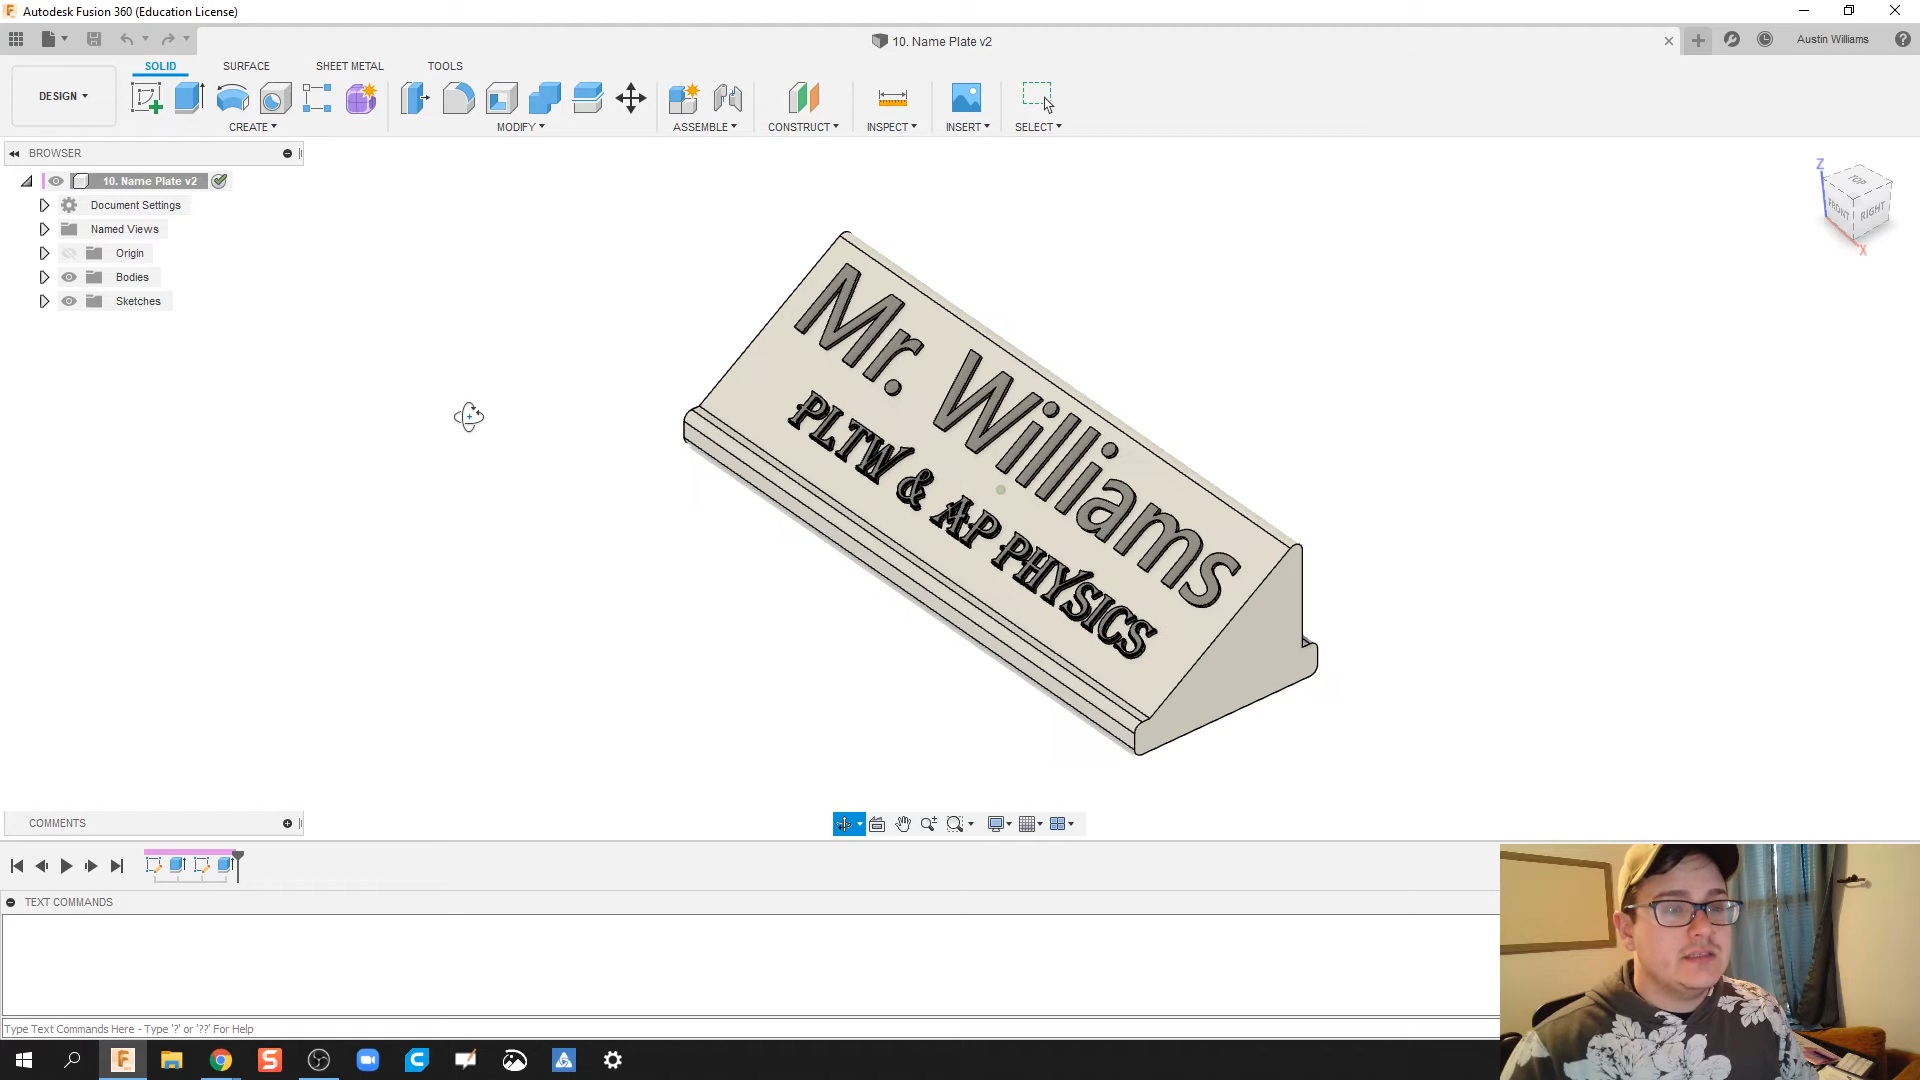 Autodesk Fusion 360 (Education License)
10. Name Plate v2
Austin Williams
DESIGN
SOLID
SURFACE
SHEET METAL
TOOLS
CREATE
MODIFY
ASSEMBLE
CONSTRUCT
INSPECT
INSERT
SELECT
BROWSER
10. Name Plate v2
Document Settings
Named Views
Origin
Bodies
Sketches
Z
TOP
FRONT
RIGHT
X
Mr. Williams
PLTW & AP PHYSICS
COMMENTS
TEXT COMMANDS
Type Text Commands Here - Type '?' or '??' For Help